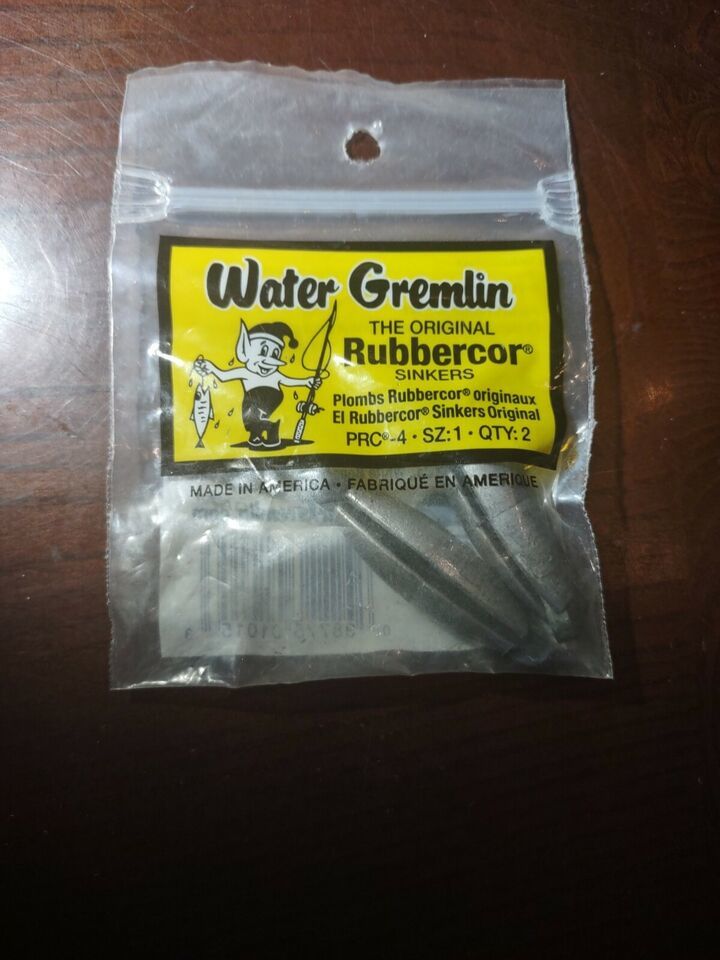 Water Gremlin
THE ORIGINAL
Rubbercor®
SINKERS
Plombs Rubbercor® originaux
El Rubbercor® Sinkers Original
PRC®-4 • SZ:1 • QTY: 2
MADE IN AMERICA • FABRIQUÉ EN AMERIQUE